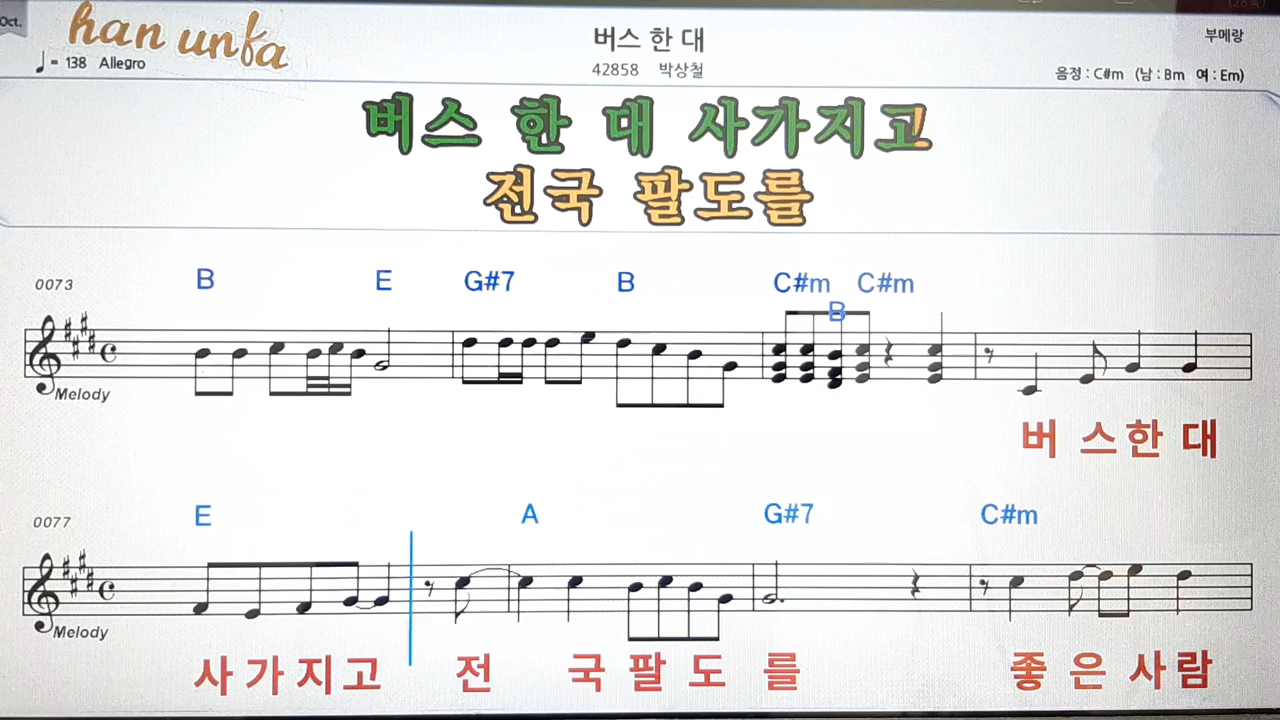 Oct.
han unfa
버스 한 대
부메랑
♩ = 138 Allegro
42858 박상철
음정 : C#m (남 : Bm 여 : Em)
버스 한 대 사가지고
전국 팔도를
0073 B E G#7 B C#m B C#m
Melody
버 스 한 대
0077 E A G#7 C#m
Melody
사 가 지 고 전 국 팔 도 를 좋 은 사 람